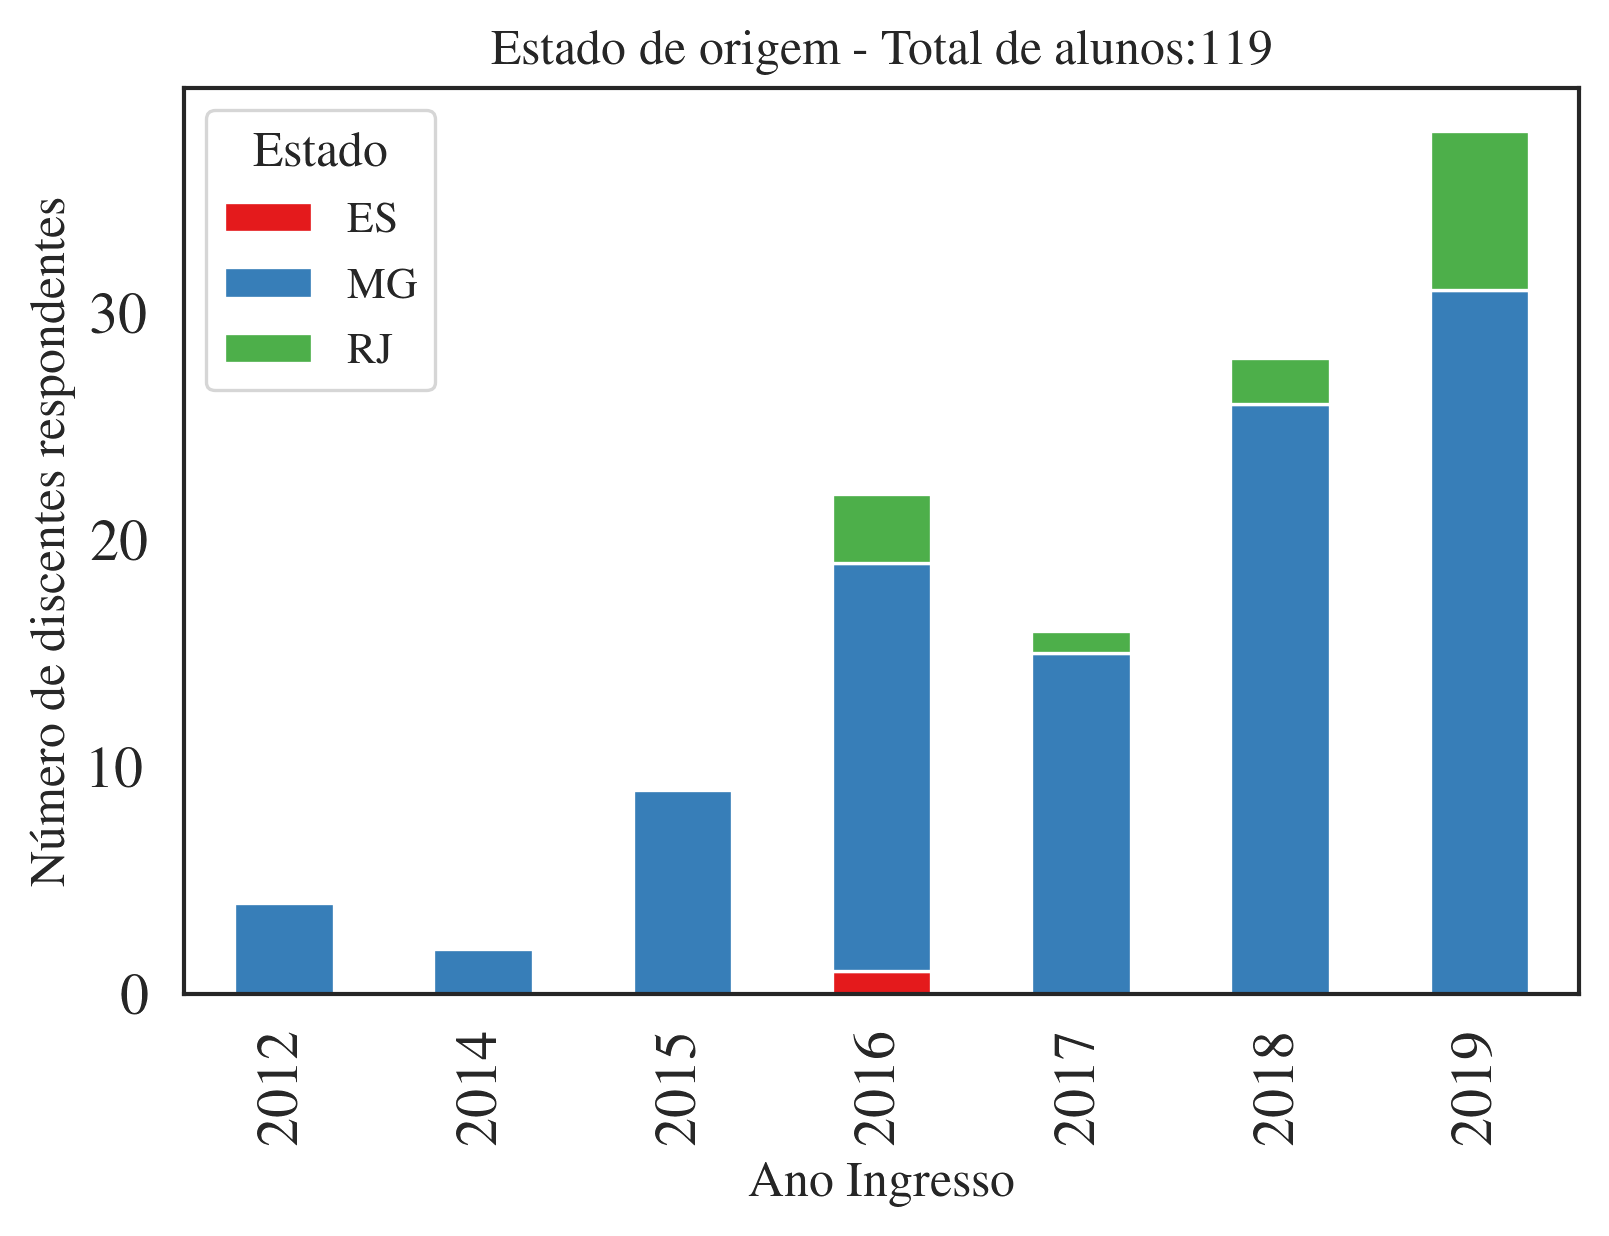 Estado de origem - Total de alunos:119
Estado
ES
MG
RJ
Número de discentes respondentes
30
20
10
0
2012
2014
2015
2016
2017
2018
2019
Ano Ingresso